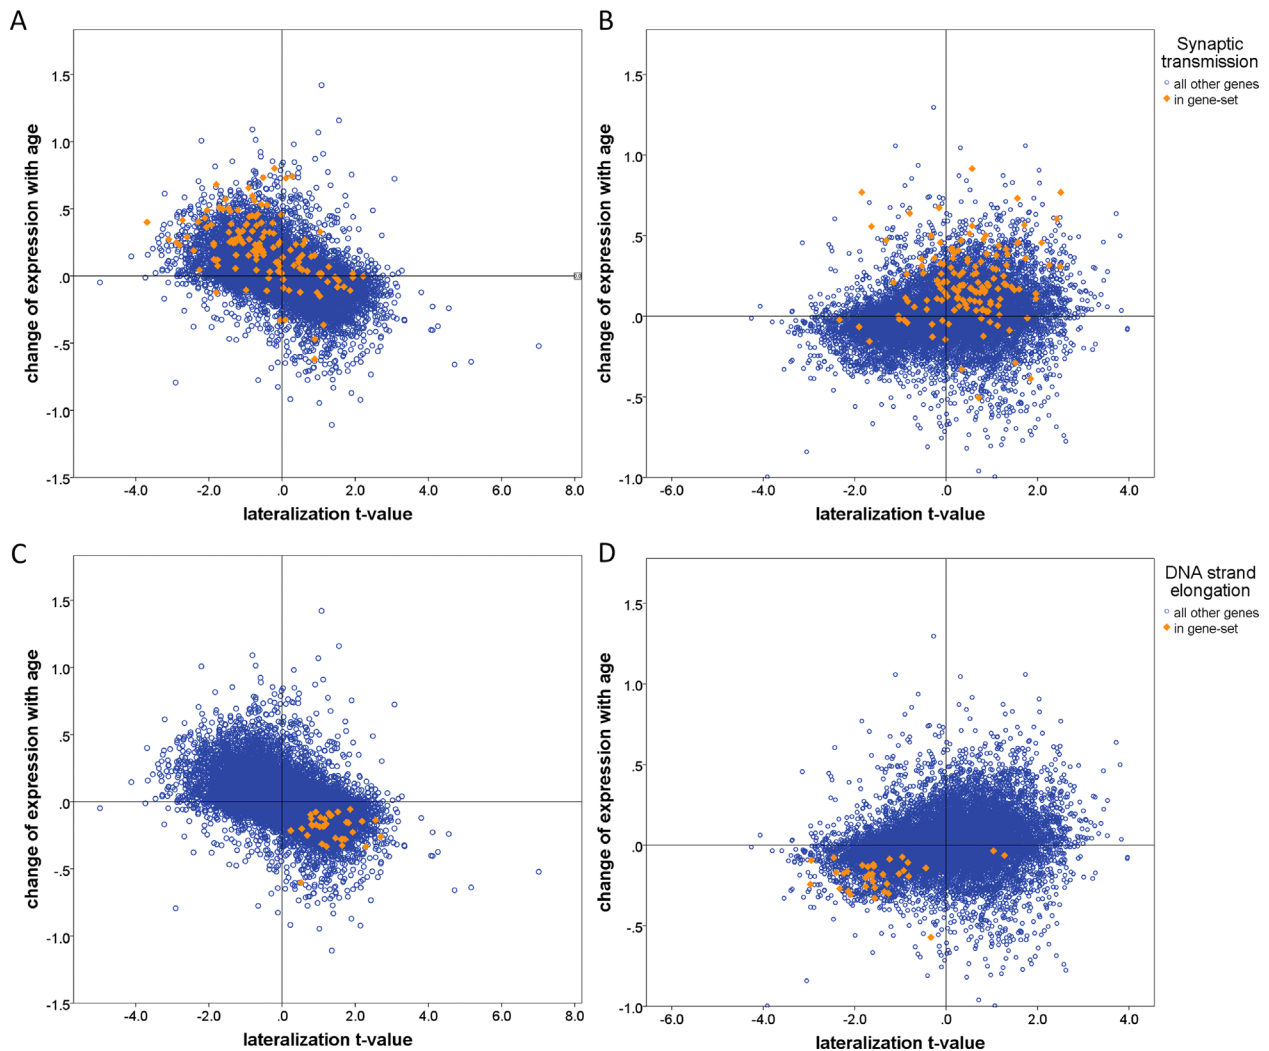 A
B
1.5
1.0
.5
.0
-.5
-1.0
-1.5
-4.0
-2.0
.0
2.0
4.0
6.0
8.0
change of expression with age
lateralization t-value
1.5
1.0
.5
.0
-.5
-1.0
-6.0
-4.0
-2.0
.0
2.0
4.0
change of expression with age
lateralization t-value
Synaptic
transmission
all other genes
in gene-set
C
D
1.5
1.0
.5
.0
-.5
-1.0
-1.5
-4.0
-2.0
.0
2.0
4.0
6.0
8.0
change of expression with age
lateralization t-value
1.5
1.0
.5
.0
-.5
-1.0
-6.0
-4.0
-2.0
.0
2.0
4.0
change of expression with age
lateralization t-value
DNA strand
elongation
all other genes
in gene-set